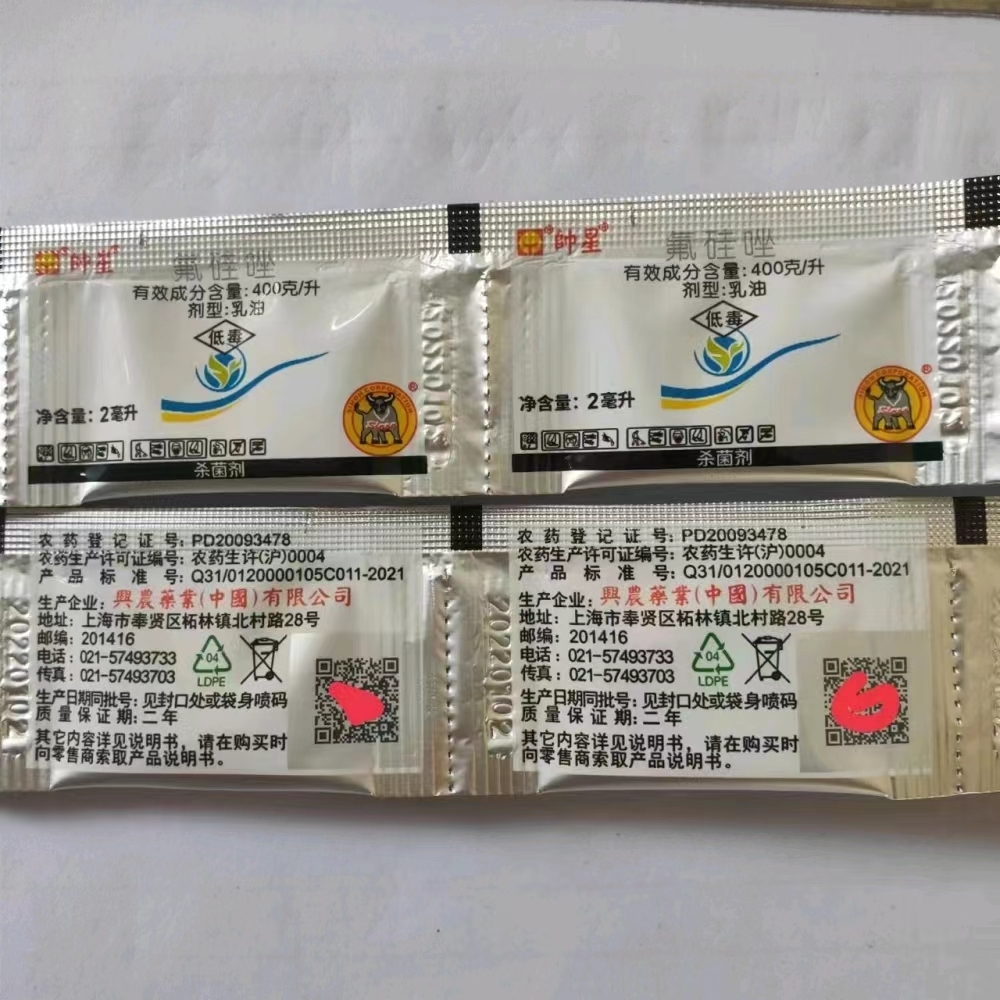 帥星®
氟硅唑
有效成分含量:400克/升
剂型:乳油
低毒
净含量: 2毫升
SINON CORPORATION
Sinon
®
杀菌剂
帥星®
氟硅唑
有效成分含量:400克/升
剂型:乳油
低毒
净含量: 2毫升
SINON CORPORATION
Sinon
®
杀菌剂
农药登记证号: PD20093478
农药生产许可证编号: 农药生许(沪)0004
产品标准号: Q31/0120000105C011-2021
生产企业: 興農藥業(中國)有限公司
地址: 上海市奉贤区柘林镇北村路28号
邮编: 201416
电话: 021-57493733
传真: 021-57493703
04
LDPE
生产日期同批号: 见封口处或袋身喷码
质量保证期: 二年
其它内容详见说明书, 请在购买时
向零售商索取产品说明书。
20220102
农药登记证号: PD20093478
农药生产许可证编号: 农药生许(沪)0004
产品标准号: Q31/0120000105C011-2021
生产企业: 興農藥業(中國)有限公司
地址: 上海市奉贤区柘林镇北村路28号
邮编: 201416
电话: 021-57493733
传真: 021-57493703
04
LDPE
生产日期同批号: 见封口处或袋身喷码
质量保证期: 二年
其它内容详见说明书, 请在购买时
向零售商索取产品说明书。
20220102